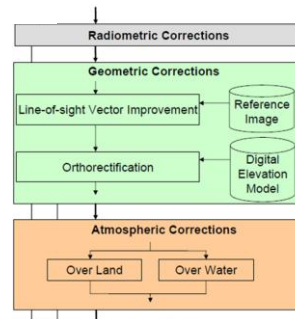 Radiometric Corrections
Geometric Corrections
Line-of-sight Vector Improvement
Reference
Image
Orthorectification
Digital
Elevation
Model
Atmospheric Corrections
Over Land
Over Water